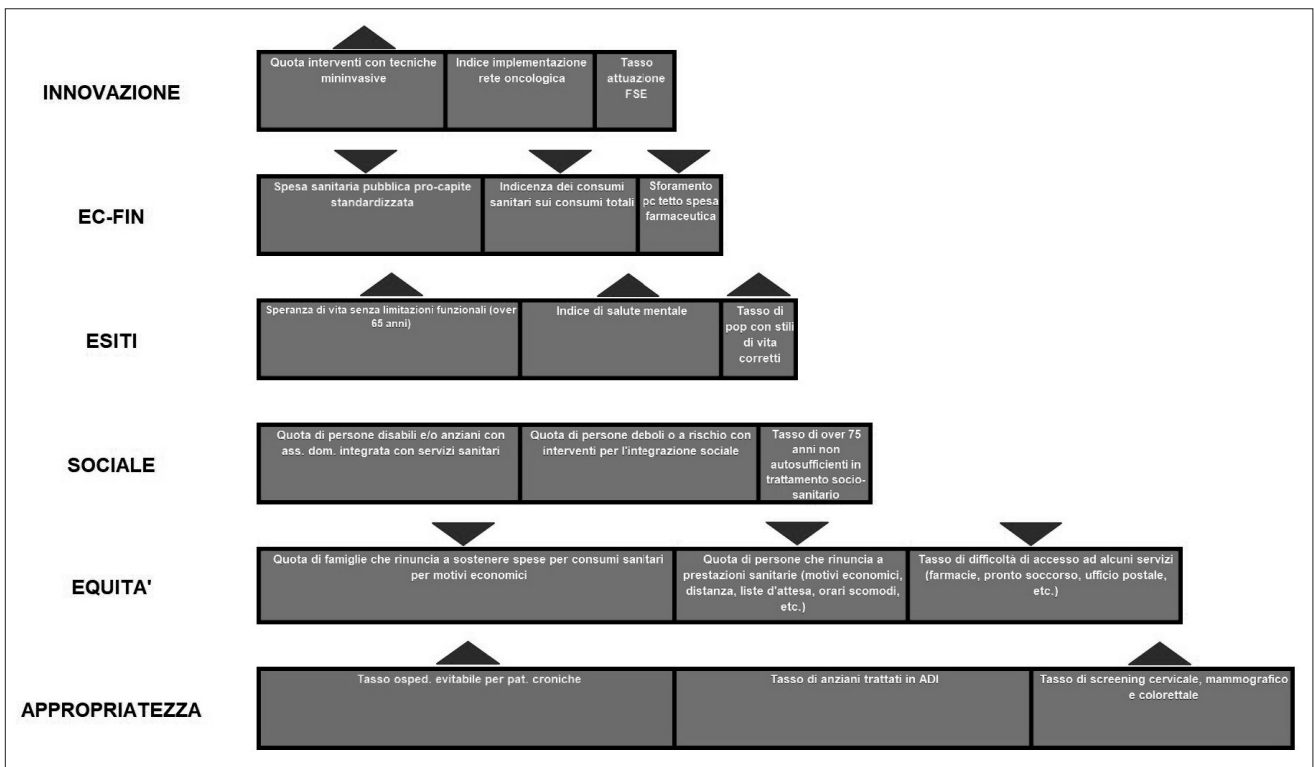 INNOVAZIONE
Quota interventi con tecniche
mininvasive
Indice implementazione
rete oncologica
Tasso
attuazione
FSE
EC-FIN
Spesa sanitaria pubblica pro-capite
standardizzata
Indicenza dei consumi
sanitari sui consumi totali
Sforamento
pc tetto spesa
farmaceutica
ESITI
Speranza di vita senza limitazioni funzionali (over
65 anni)
Indice di salute mentale
Tasso di
pop con stili
di vita
corretti
SOCIALE
Quota di persone disabili e/o anziani con
ass. dom. integrata con servizi sanitari
Quota di persone deboli o a rischio con
interventi per l'integrazione sociale
Tasso di over 75
anni non
autosufficienti in
trattamento socio-
sanitario
EQUITA'
Quota di famiglie che rinuncia a sostenere spese per consumi sanitari
per motivi economici
Quota di persone che rinuncia a
prestazioni sanitarie (motivi economici,
distanza, liste d'attesa, orari scomodi,
etc.)
Tasso di difficoltà di accesso ad alcuni servizi
(farmacie, pronto soccorso, ufficio postale,
etc.)
APPROPRIATEZZA
Tasso osped. evitabile per pat. croniche
Tasso di anziani trattati in ADI
Tasso di screening cervicale, mammografico
e colorettale